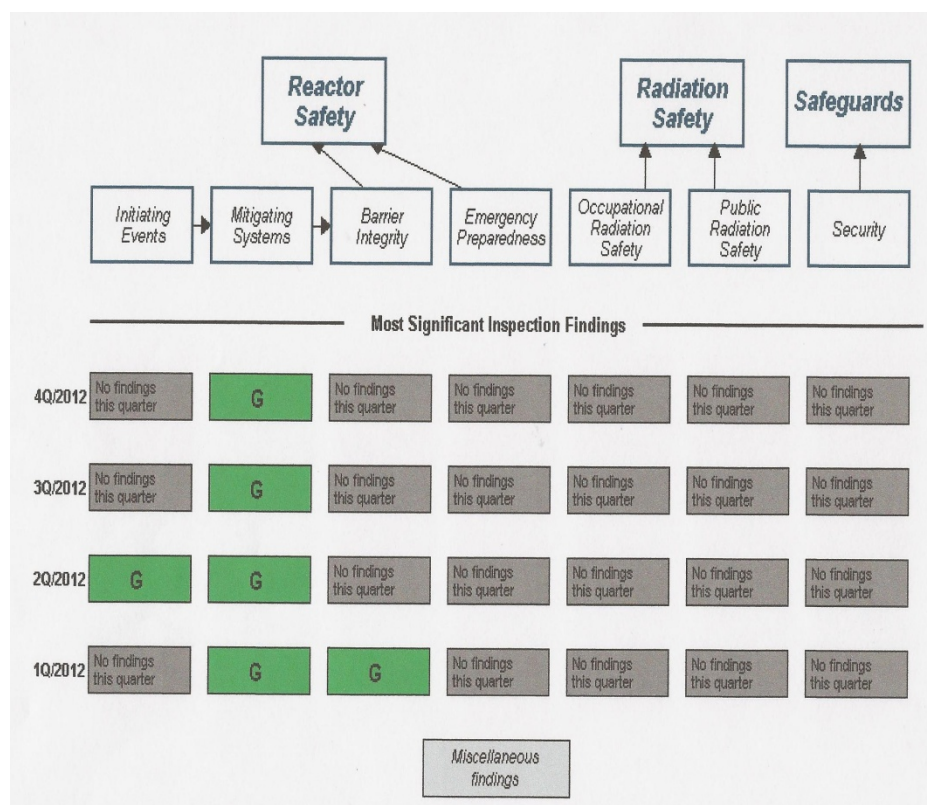 Reactor
Safety
Radiation
Safety
Safeguards
Initiating
Events
Mitigating
Systems
Barrier
Integrity
Emergency
Preparedness
Occupational
Radiation
Safety
Public
Radiation
Safety
Security
Most Significant Inspection Findings
4Q/2012
No findings
this quarter
G
No findings
this quarter
No findings
this quarter
No findings
this quarter
No findings
this quarter
No findings
this quarter
3Q/2012
No findings
this quarter
G
No findings
this quarter
No findings
this quarter
No findings
this quarter
No findings
this quarter
No findings
this quarter
2Q/2012
G
G
No findings
this quarter
No findings
this quarter
No findings
this quarter
No findings
this quarter
No findings
this quarter
1Q/2012
No findings
this quarter
G
G
No findings
this quarter
No findings
this quarter
No findings
this quarter
No findings
this quarter
Miscellaneous
findings